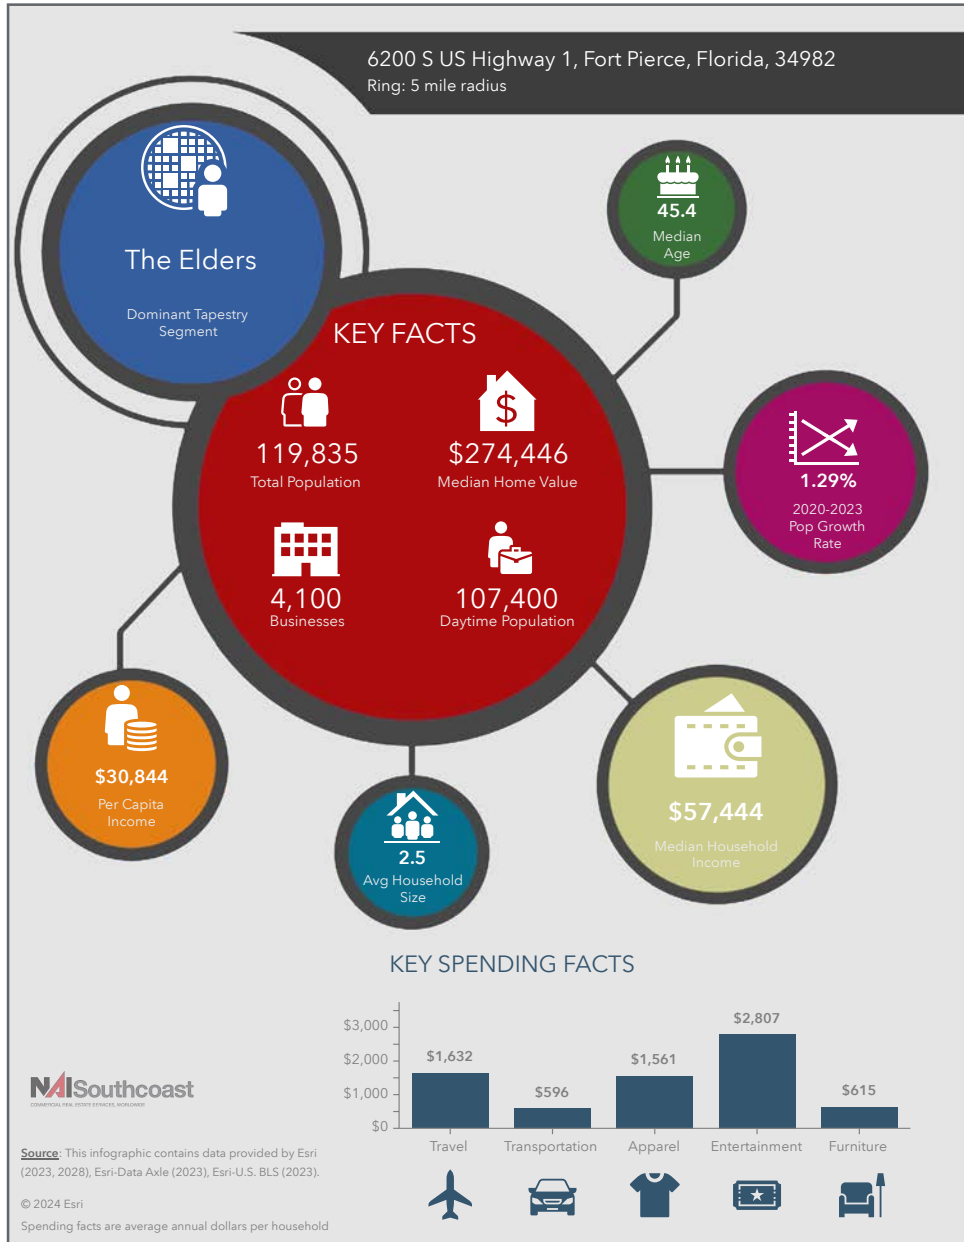 6200 S US Highway 1, Fort Pierce, Florida, 34982
Ring: 5 mile radius
The Elders
Dominant Tapestry
Segment
45.4
Median
Age
KEY FACTS
119,835
Total Population
$274,446
Median Home Value
4,100
Businesses
107,400
Daytime Population
1.29%
2020-2023
Pop Growth
Rate
$30,844
Per Capita
Income
2.5
Avg Household
Size
$57,444
Median Household
Income
KEY SPENDING FACTS
$3,000
$2,000
$1,000
$0
$1,632
$596
$1,561
$2,807
$615
Travel
Transportation
Apparel
Entertainment
Furniture
NAISouthcoast
COMMERCIAL REAL ESTATE SERVICES, WORLDWIDE
Source: This infographic contains data provided by Esri
(2023, 2028), Esri-Data Axle (2023), Esri-U.S. BLS (2023).
© 2024 Esri
Spending facts are average annual dollars per household